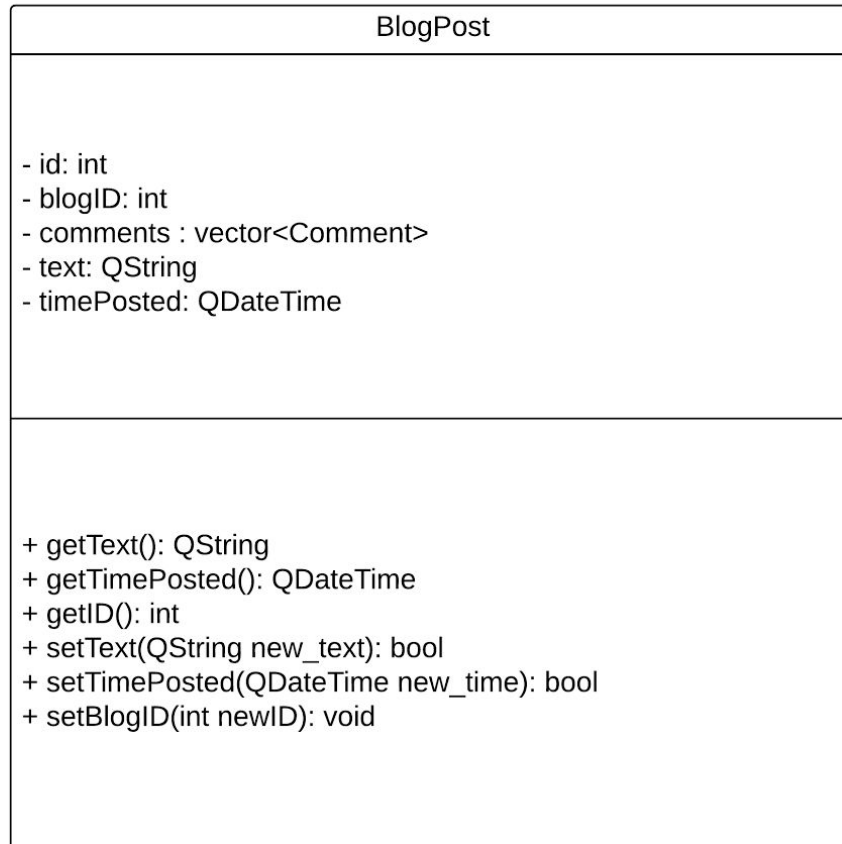 BlogPost
- id: int
- blogID: int
- comments : vector<Comment>
- text: QString
- timePosted: QDateTime
+ getText(): QString
+ getTimePosted(): QDateTime
+ getID(): int
+ setText(QString new_text): bool
+ setTimePosted(QDateTime new_time): bool
+ setBlogID(int newID): void